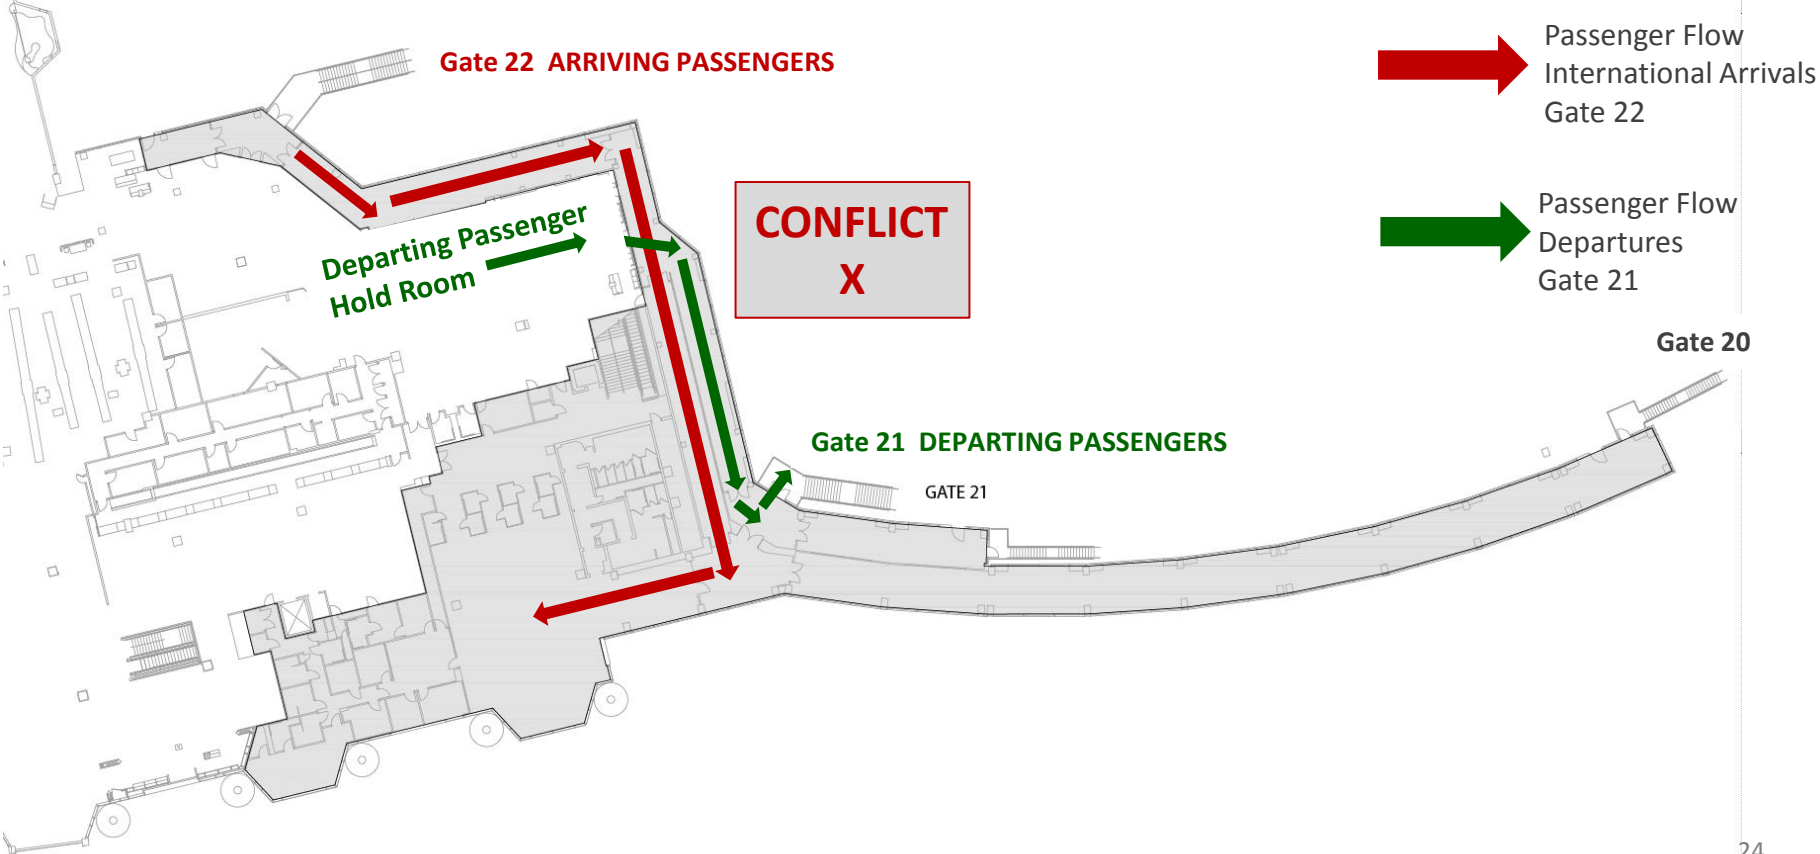 Gate 22 ARRIVING PASSENGERS
Passenger Flow
International Arrivals
Gate 22
CONFLICT
X
Passenger Flow
Departures
Gate 21
Departing Passenger
Hold Room
Gate 20
Gate 21 DEPARTING PASSENGERS
GATE 21
24